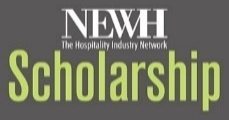 NEWH
The Hospitality Industry Network
Scholarship